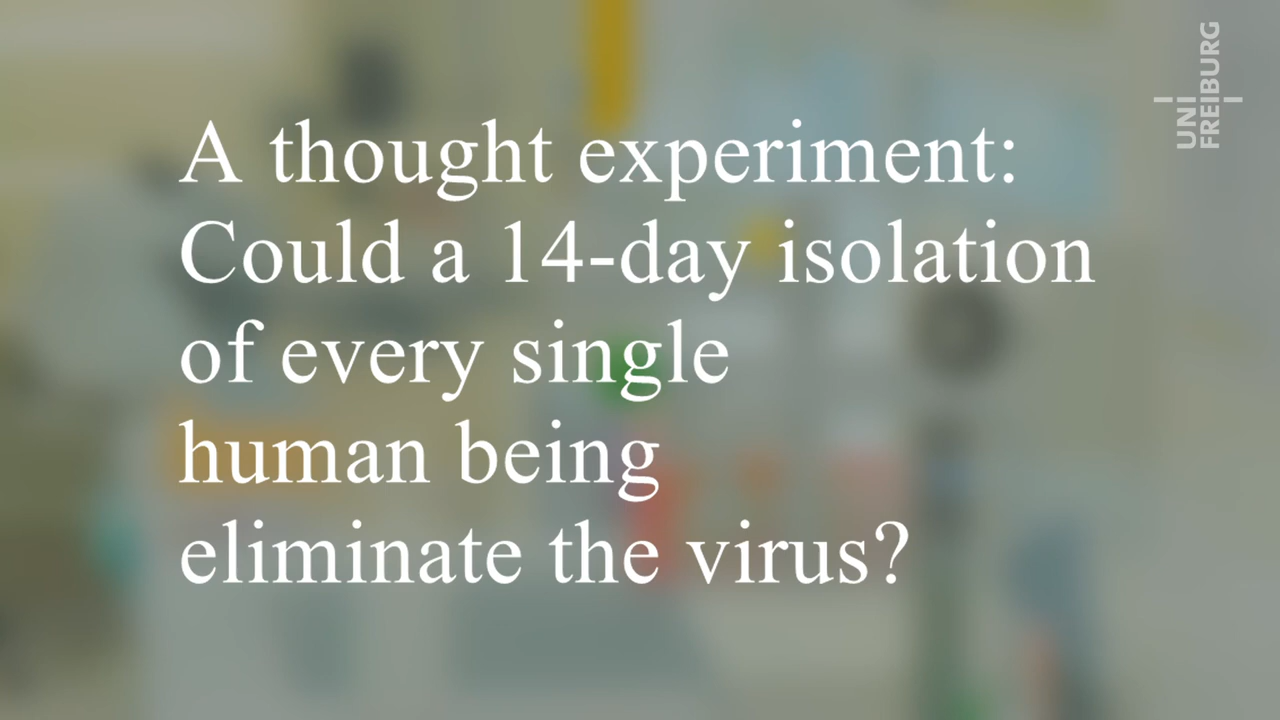 A thought experiment:
Could a 14-day isolation
of every single
human being
eliminate the virus?
UNI
FREIBURG